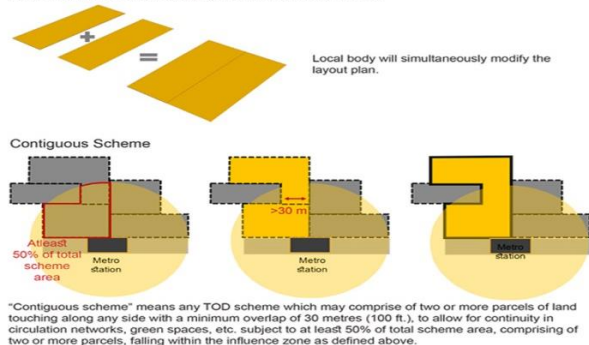 +
=
Local body will simultaneously modify the
layout plan.
Contiguous Scheme
Atleast
50% of total
scheme
area
Metro
station
>30 m
Metro
station
Metro
station
"Contiguous scheme" means any TOD scheme which may comprise of two or more parcels of land
touching along any side with a minimum overlap of 30 metres (100 ft.), to allow for continuity in
circulation networks, green spaces, etc. subject to at least 50% of total scheme area, comprising of
two or more parcels, falling within the influence zone as defined above.